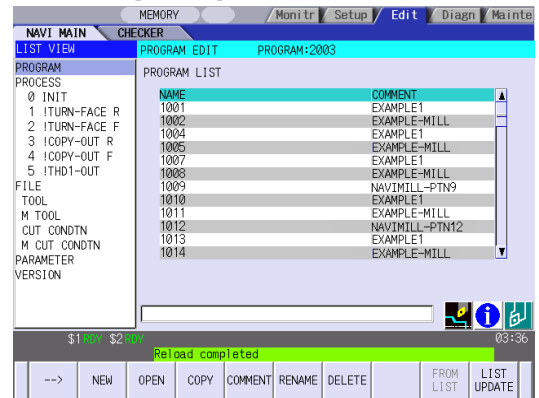 MEMORY Monitr Setup Edit Diagn Mainte
NAVI MAIN CHECKER
LIST VIEW PROGRAM EDIT PROGRAM:2003
PROGRAM
PROCESS
0 INIT
1 !TURN-FACE R
2 !TURN-FACE F
3 !COPY-OUT R
4 !COPY-OUT F
5 !THD1-OUT
FILE
TOOL
M TOOL
CUT CONDTN
M CUT CONDTN
PARAMETER
VERSION
PROGRAM LIST
NAME COMMENT
1001 EXAMPLE1
1002 EXAMPLE-MILL
1004 EXAMPLE1
1005 EXAMPLE-MILL
1007 EXAMPLE1
1008 EXAMPLE-MILL
1009 NAVIMILL-PTN9
1010 EXAMPLE1
1011 EXAMPLE-MILL
1012 NAVIMILL-PTN12
1013 EXAMPLE1
1014 EXAMPLE-MILL
$1 RDY $2 RDY 03:36
Reload completed
--> NEW OPEN COPY COMMENT RENAME DELETE FROM LIST LIST UPDATE